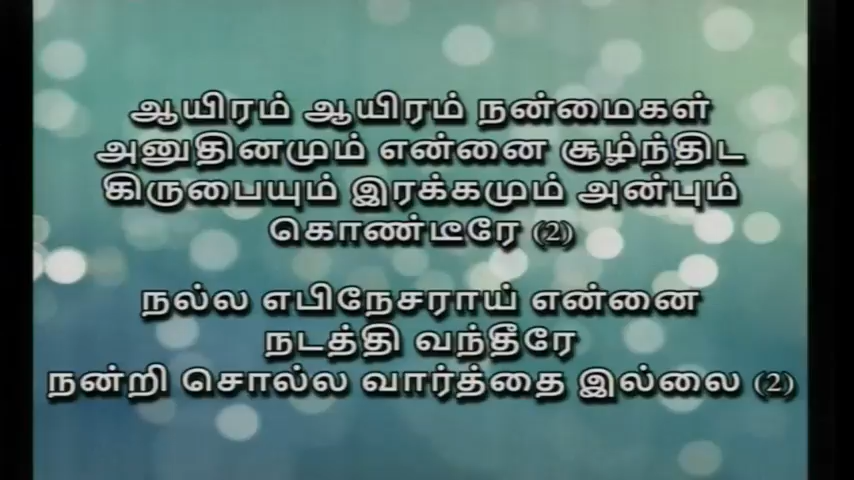 ஆயிரம் ஆயிரம் நன்மைகள்
அனுதினமும் என்னை சூழ்ந்திட
கிருபையும் இரக்கமும் அன்பும்
கொண்டீரே (2)
நல்ல எபிநேசராய் என்னை
நடத்தி வந்தீரே
நன்றி சொல்ல வார்த்தை இல்லை (2)